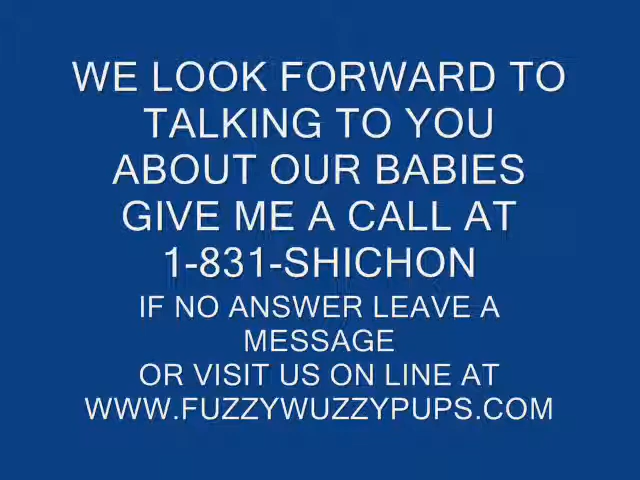 WE LOOK FORWARD TO
TALKING TO YOU
ABOUT OUR BABIES
GIVE ME A CALL AT
1-831-SHICHON
IF NO ANSWER LEAVE A
MESSAGE
OR VISIT US ON LINE AT
WWW.FUZZYWUZZYPUPS.COM